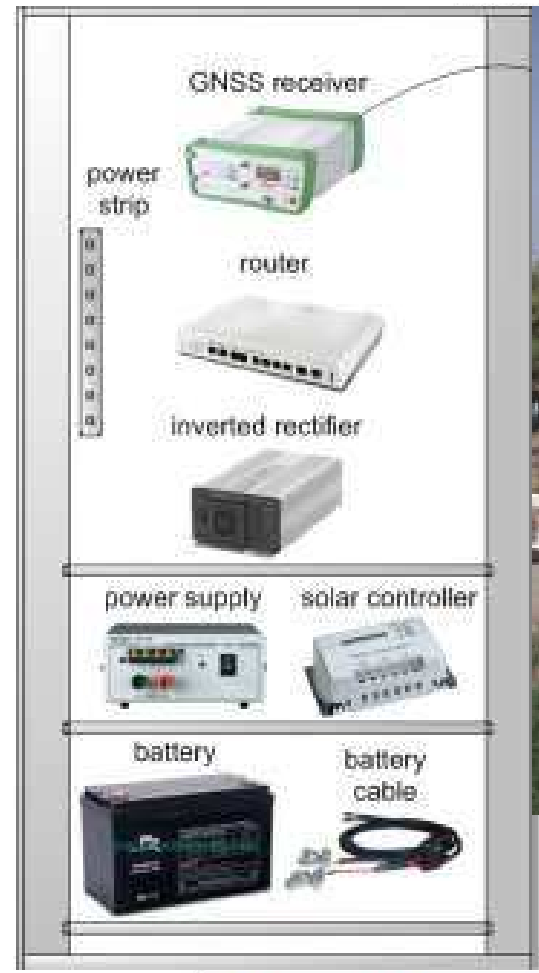 GNSS receiver
power
strip
router
inverted rectifier
power supply
solar controller
battery
battery
cable